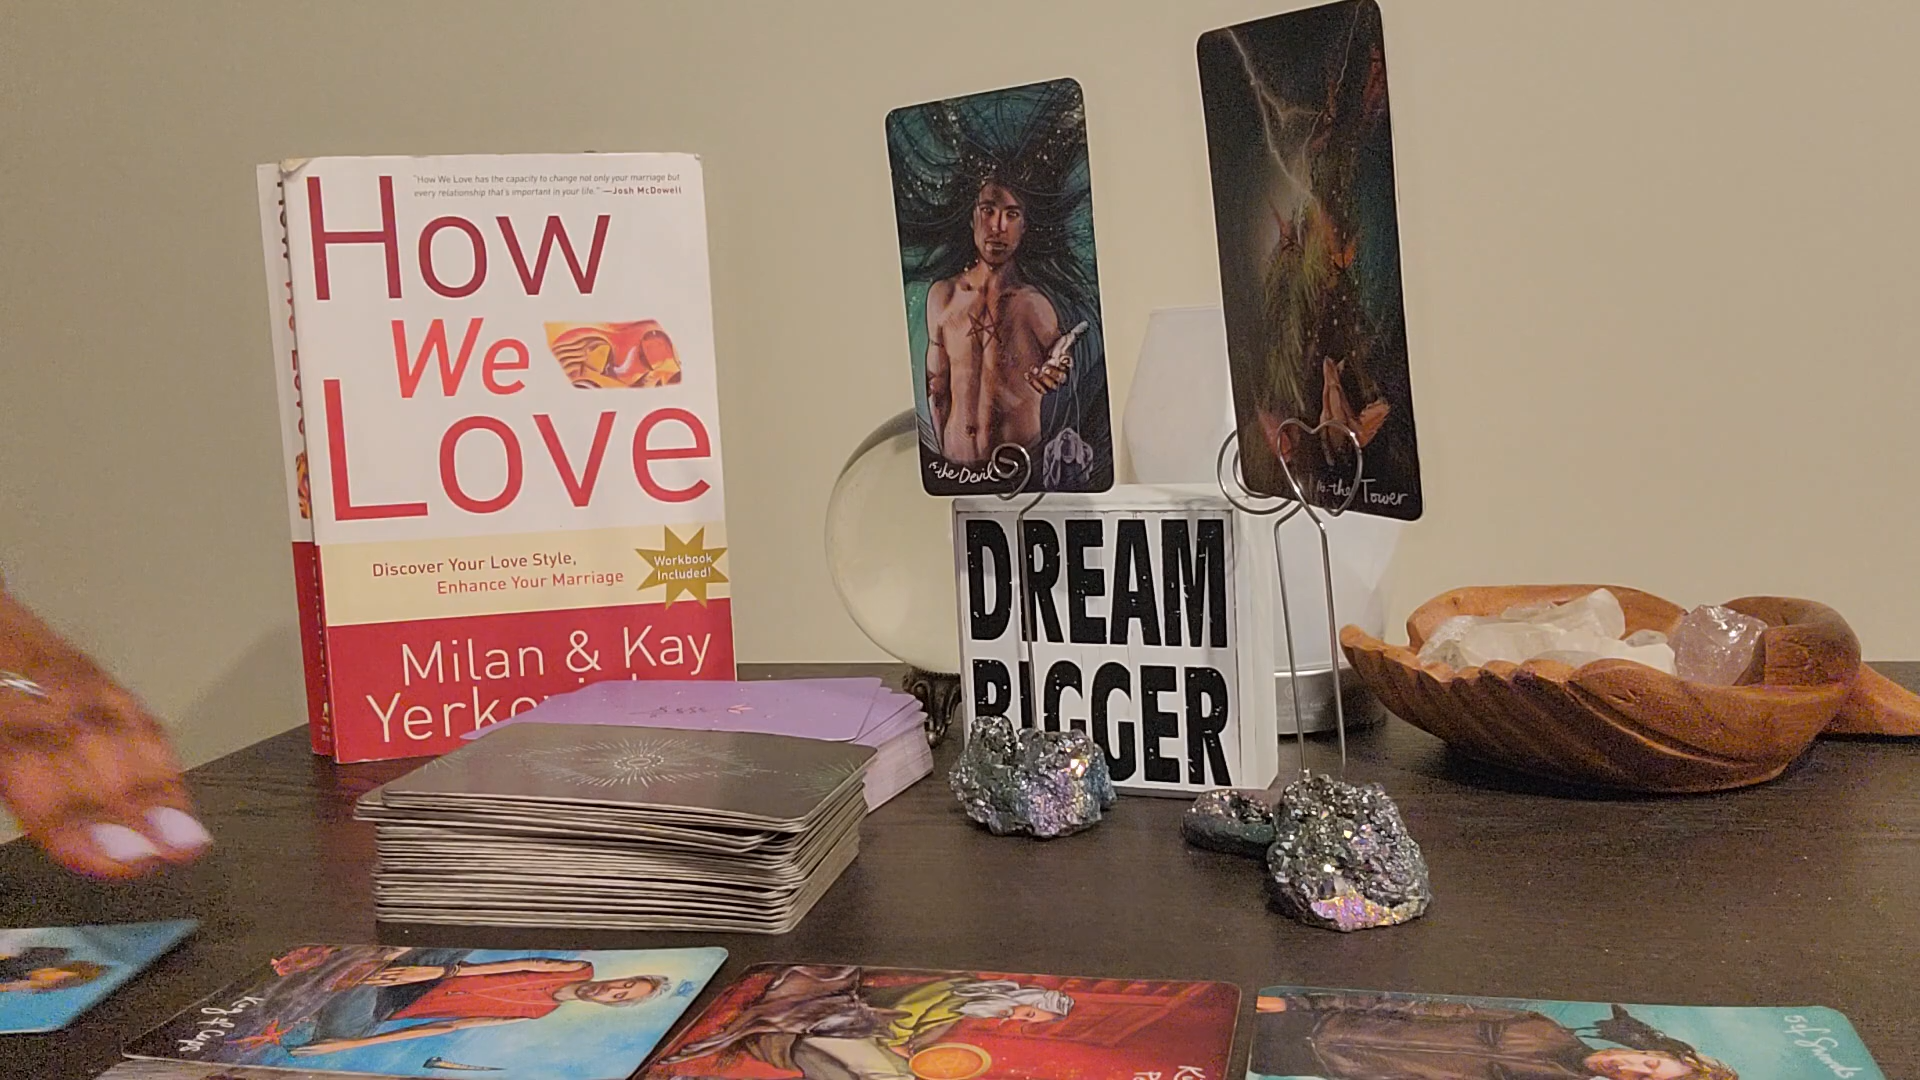 "How We Love has the capacity to change not only your marriage but
every relationship that's important in your life." —Josh McDowell
How
We
Love
Discover Your Love Style,
Enhance Your Marriage
Workbook
Included!
Milan & Kay
15 the Devil
16 the Tower
DREAM
BIGGER
King of Cups
5 of Swords